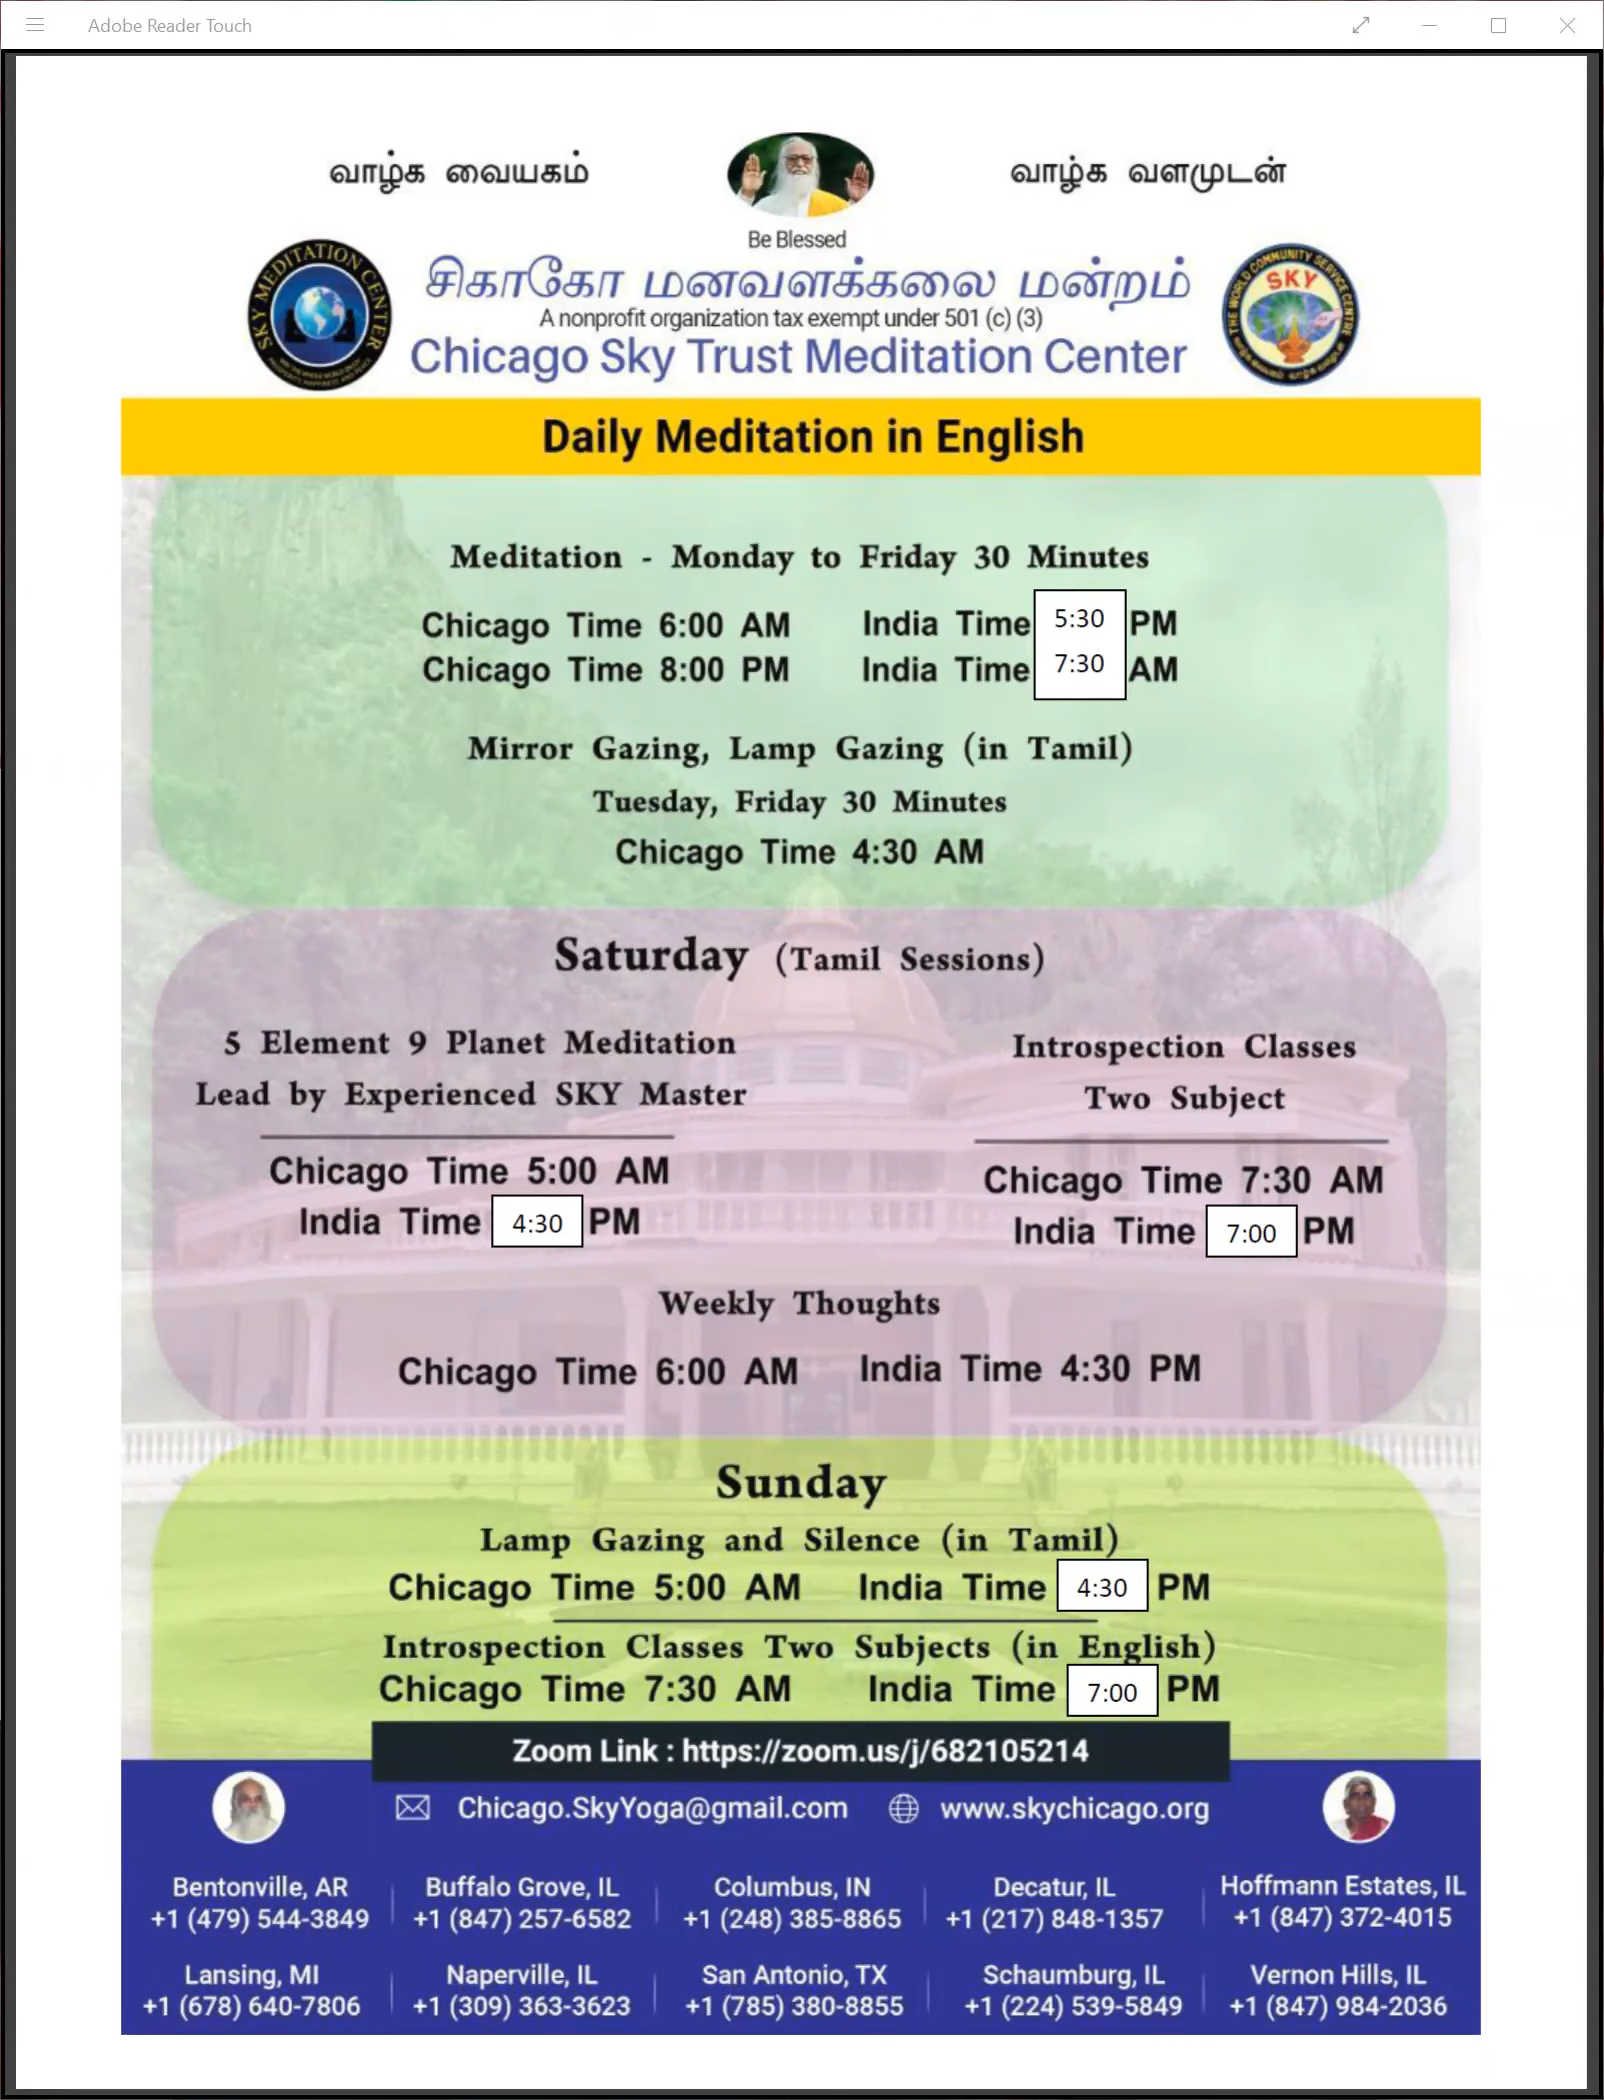 Adobe Reader Touch
வாழ்க வையகம்
வாழ்க வளமுடன்
Be Blessed
SKY MEDITATION CENTER
சிகாகோ மனவளக்கலை மன்றம்
A nonprofit organization tax exempt under 501 (c) (3)
Chicago Sky Trust Meditation Center
THE WORLD COMMUNITY SERVICE CENTRE
SKY
Daily Meditation in English
Meditation - Monday to Friday 30 Minutes
Chicago Time 6:00 AM India Time 5:30 PM
Chicago Time 8:00 PM India Time 7:30 AM
Mirror Gazing, Lamp Gazing (in Tamil)
Tuesday, Friday 30 Minutes
Chicago Time 4:30 AM
Saturday (Tamil Sessions)
5 Element 9 Planet Meditation
Lead by Experienced SKY Master
Chicago Time 5:00 AM
India Time 4:30 PM
Introspection Classes
Two Subject
Chicago Time 7:30 AM
India Time 7:00 PM
Weekly Thoughts
Chicago Time 6:00 AM India Time 4:30 PM
Sunday
Lamp Gazing and Silence (in Tamil)
Chicago Time 5:00 AM India Time 4:30 PM
Introspection Classes Two Subjects (in English)
Chicago Time 7:30 AM India Time 7:00 PM
Zoom Link : https://zoom.us/j/682105214
Chicago.SkyYoga@gmail.com www.skychicago.org
Bentonville, AR
+1 (479) 544-3849
Buffalo Grove, IL
+1 (847) 257-6582
Columbus, IN
+1 (248) 385-8865
Decatur, IL
+1 (217) 848-1357
Hoffmann Estates, IL
+1 (847) 372-4015
Lansing, MI
+1 (678) 640-7806
Naperville, IL
+1 (309) 363-3623
San Antonio, TX
+1 (785) 380-8855
Schaumburg, IL
+1 (224) 539-5849
Vernon Hills, IL
+1 (847) 984-2036